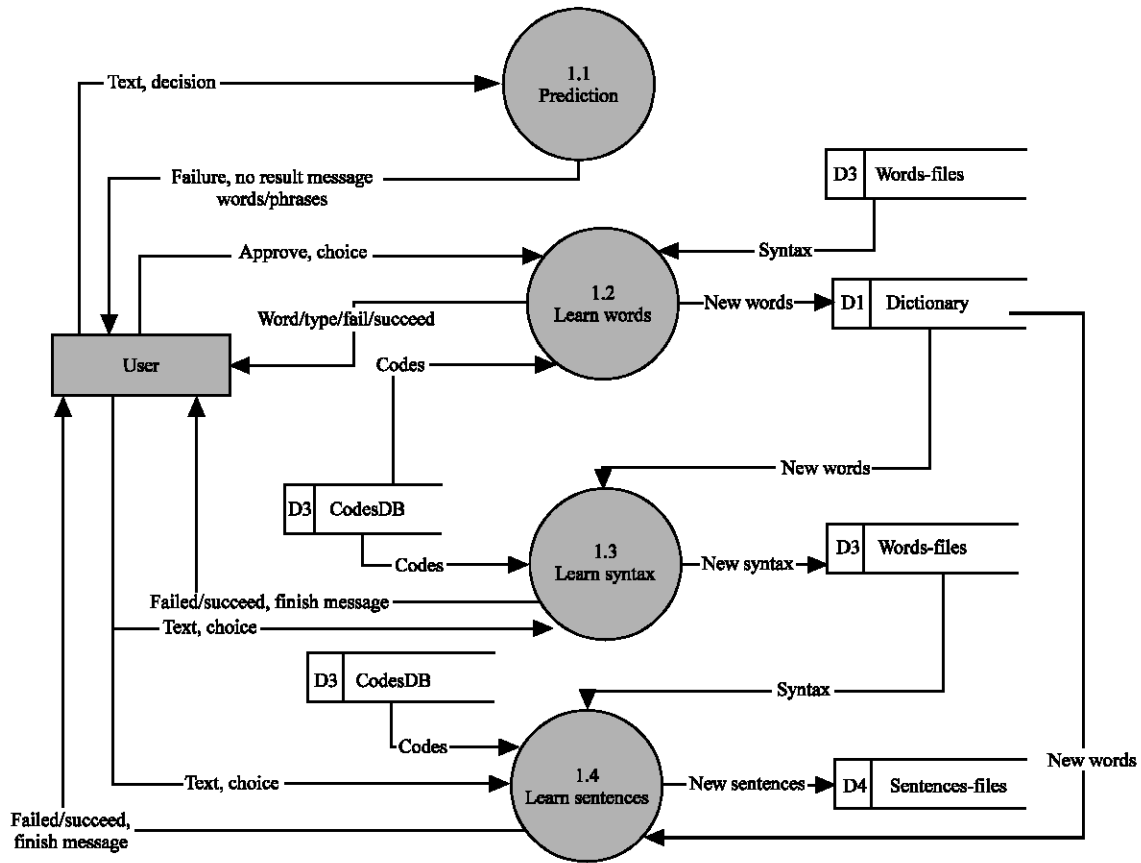 1.1
Prediction
Text, decision
Failure, no result message
words/phrases
D3 Words-files
Syntax
Approve, choice
1.2
Learn words
New words
D1 Dictionary
Word/type/fail/succeed
User
Codes
New words
D3 CodesDB
1.3
Learn syntax
New syntax
D3 Words-files
Codes
Failed/succeed, finish message
Text, choice
D3 CodesDB
Syntax
Codes
New words
1.4
Learn sentences
Text, choice
New sentences
D4 Sentences-files
Failed/succeed,
finish message